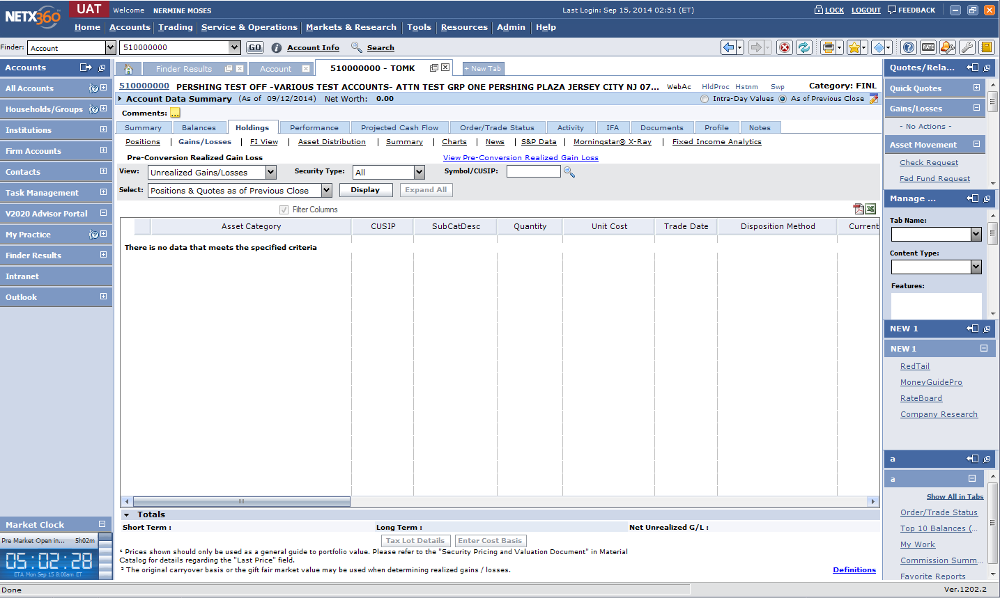 NETX360 UAT Welcome NERMINE MOSES Last Login: Sep 15, 2014 02:51 (ET) LOCK LOGOUT FEEDBACK
Home Accounts Trading Service & Operations Markets & Research Tools Resources Admin Help
Finder: Account 510000000 GO Account Info Search
Accounts
All Accounts
Households/Groups
Institutions
Firm Accounts
Contacts
Task Management
V2020 Advisor Portal
My Practice
Finder Results
Intranet
Outlook
Market Clock
Pre Market Open in... 5h02m
05:02:28
ETA Mon Sep 15 8:00am ET
Finder Results Account 510000000 - TOMK + New Tab
510000000 PERSHING TEST OFF -VARIOUS TEST ACCOUNTS- ATTN TEST GRP ONE PERSHING PLAZA JERSEY CITY NJ 07... WebAc HldProc Hstnm Swp Category: FINL
Account Data Summary (As of 09/12/2014) Net Worth: 0.00 Intra-Day Values As of Previous Close
Comments:
Summary Balances Holdings Performance Projected Cash Flow Order/Trade Status Activity IFA Documents Profile Notes
Positions | Gains/Losses | FI View | Asset Distribution | Summary | Charts | News | S&P Data | Morningstar® X-Ray | Fixed Income Analytics
Pre-Conversion Realized Gain Loss View Pre-Conversion Realized Gain Loss
View: Unrealized Gains/Losses Security Type: All Symbol/CUSIP:
Select: Positions & Quotes as of Previous Close Display Expand All
Filter Columns
Asset Category CUSIP SubCatDesc Quantity Unit Cost Trade Date Disposition Method Current
There is no data that meets the specified criteria
Totals
Short Term : Long Term : Net Unrealized G/L :
Tax Lot Details Enter Cost Basis
¹ Prices shown should only be used as a general guide to portfolio value. Please refer to the "Security Pricing and Valuation Document" in Material
Catalog for details regarding the "Last Price" field.
² The original carryover basis or the gift fair market value may be used when determining realized gains / losses.
Definitions
Quotes/Rela...
Quick Quotes
Gains/Losses
- No Actions -
Asset Movement
Check Request
Fed Fund Request
Manage ...
Tab Name:
Content Type:
Features:
NEW 1
NEW 1
RedTail
MoneyGuidePro
RateBoard
Company Research
a
a
Show All in Tabs
Order/Trade Status
Top 10 Balances (...
My Work
Commission Summ...
Favorite Reports
Done Ver.1202.2